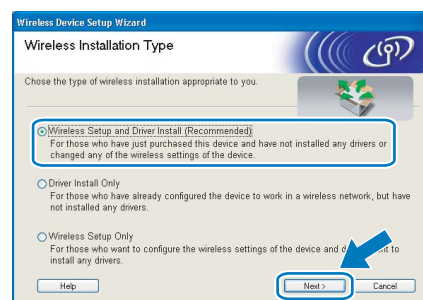 Wireless Device Setup Wizard
Wireless Installation Type
Chose the type of wireless installation appropriate to you.
Wireless Setup and Driver Install (Recommended)
For those who have just purchased this device and have not installed any drivers or
changed any of the wireless settings of the device.
Driver Install Only
For those who have already configured the device to work in a wireless network, but have
not installed any drivers.
Wireless Setup Only
For those who want to configure the wireless settings of the device and to
install any drivers.
Help
Next >
Cancel